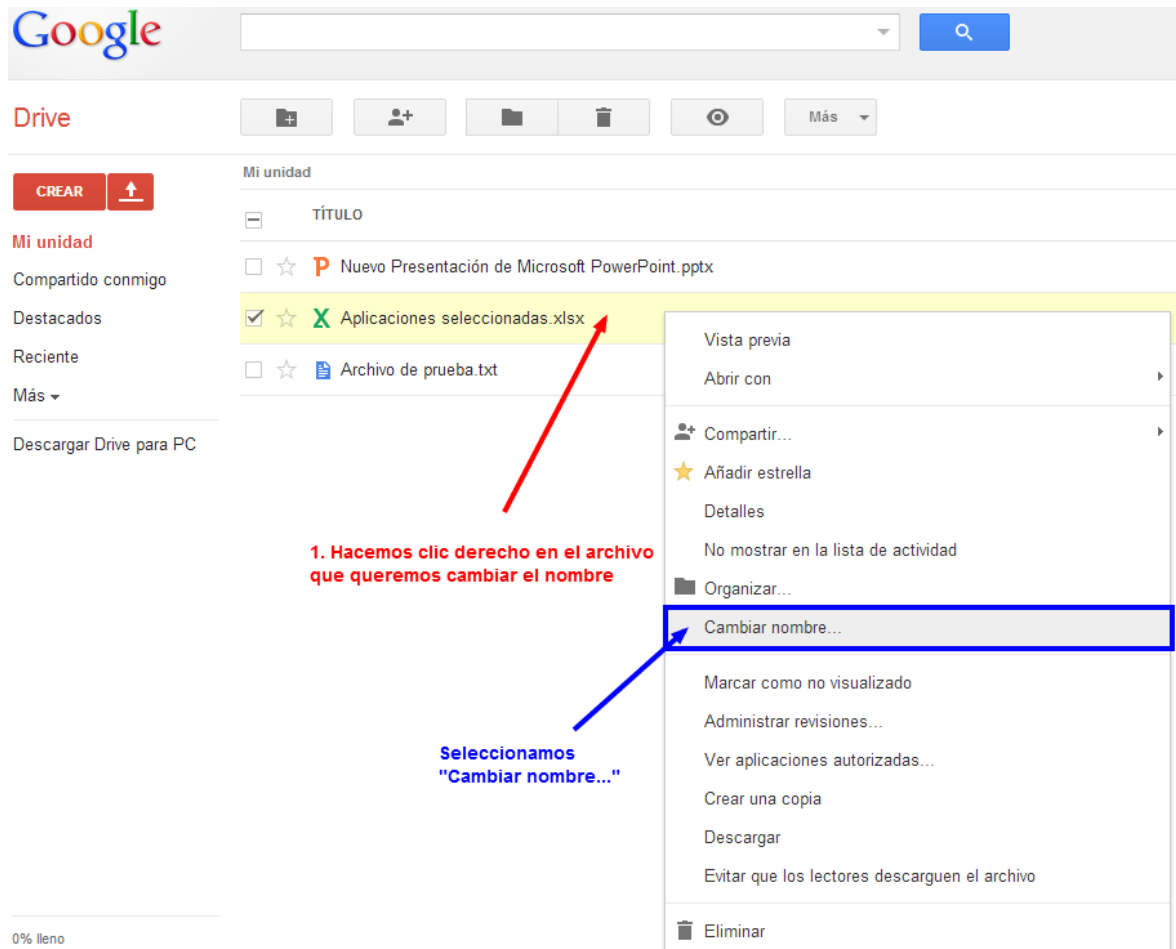 Google
Drive
Más
CREAR
Mi unidad
Compartido conmigo
Destacados
Reciente
Más
Descargar Drive para PC
0% lleno
Mi unidad
TÍTULO
Nuevo Presentación de Microsoft PowerPoint.pptx
Aplicaciones seleccionadas.xlsx
Archivo de prueba.txt
1. Hacemos clic derecho en el archivo
que queremos cambiar el nombre
Seleccionamos
"Cambiar nombre..."
Vista previa
Abrir con
Compartir...
Añadir estrella
Detalles
No mostrar en la lista de actividad
Organizar...
Cambiar nombre...
Marcar como no visualizado
Administrar revisiones...
Ver aplicaciones autorizadas...
Crear una copia
Descargar
Evitar que los lectores descarguen el archivo
Eliminar